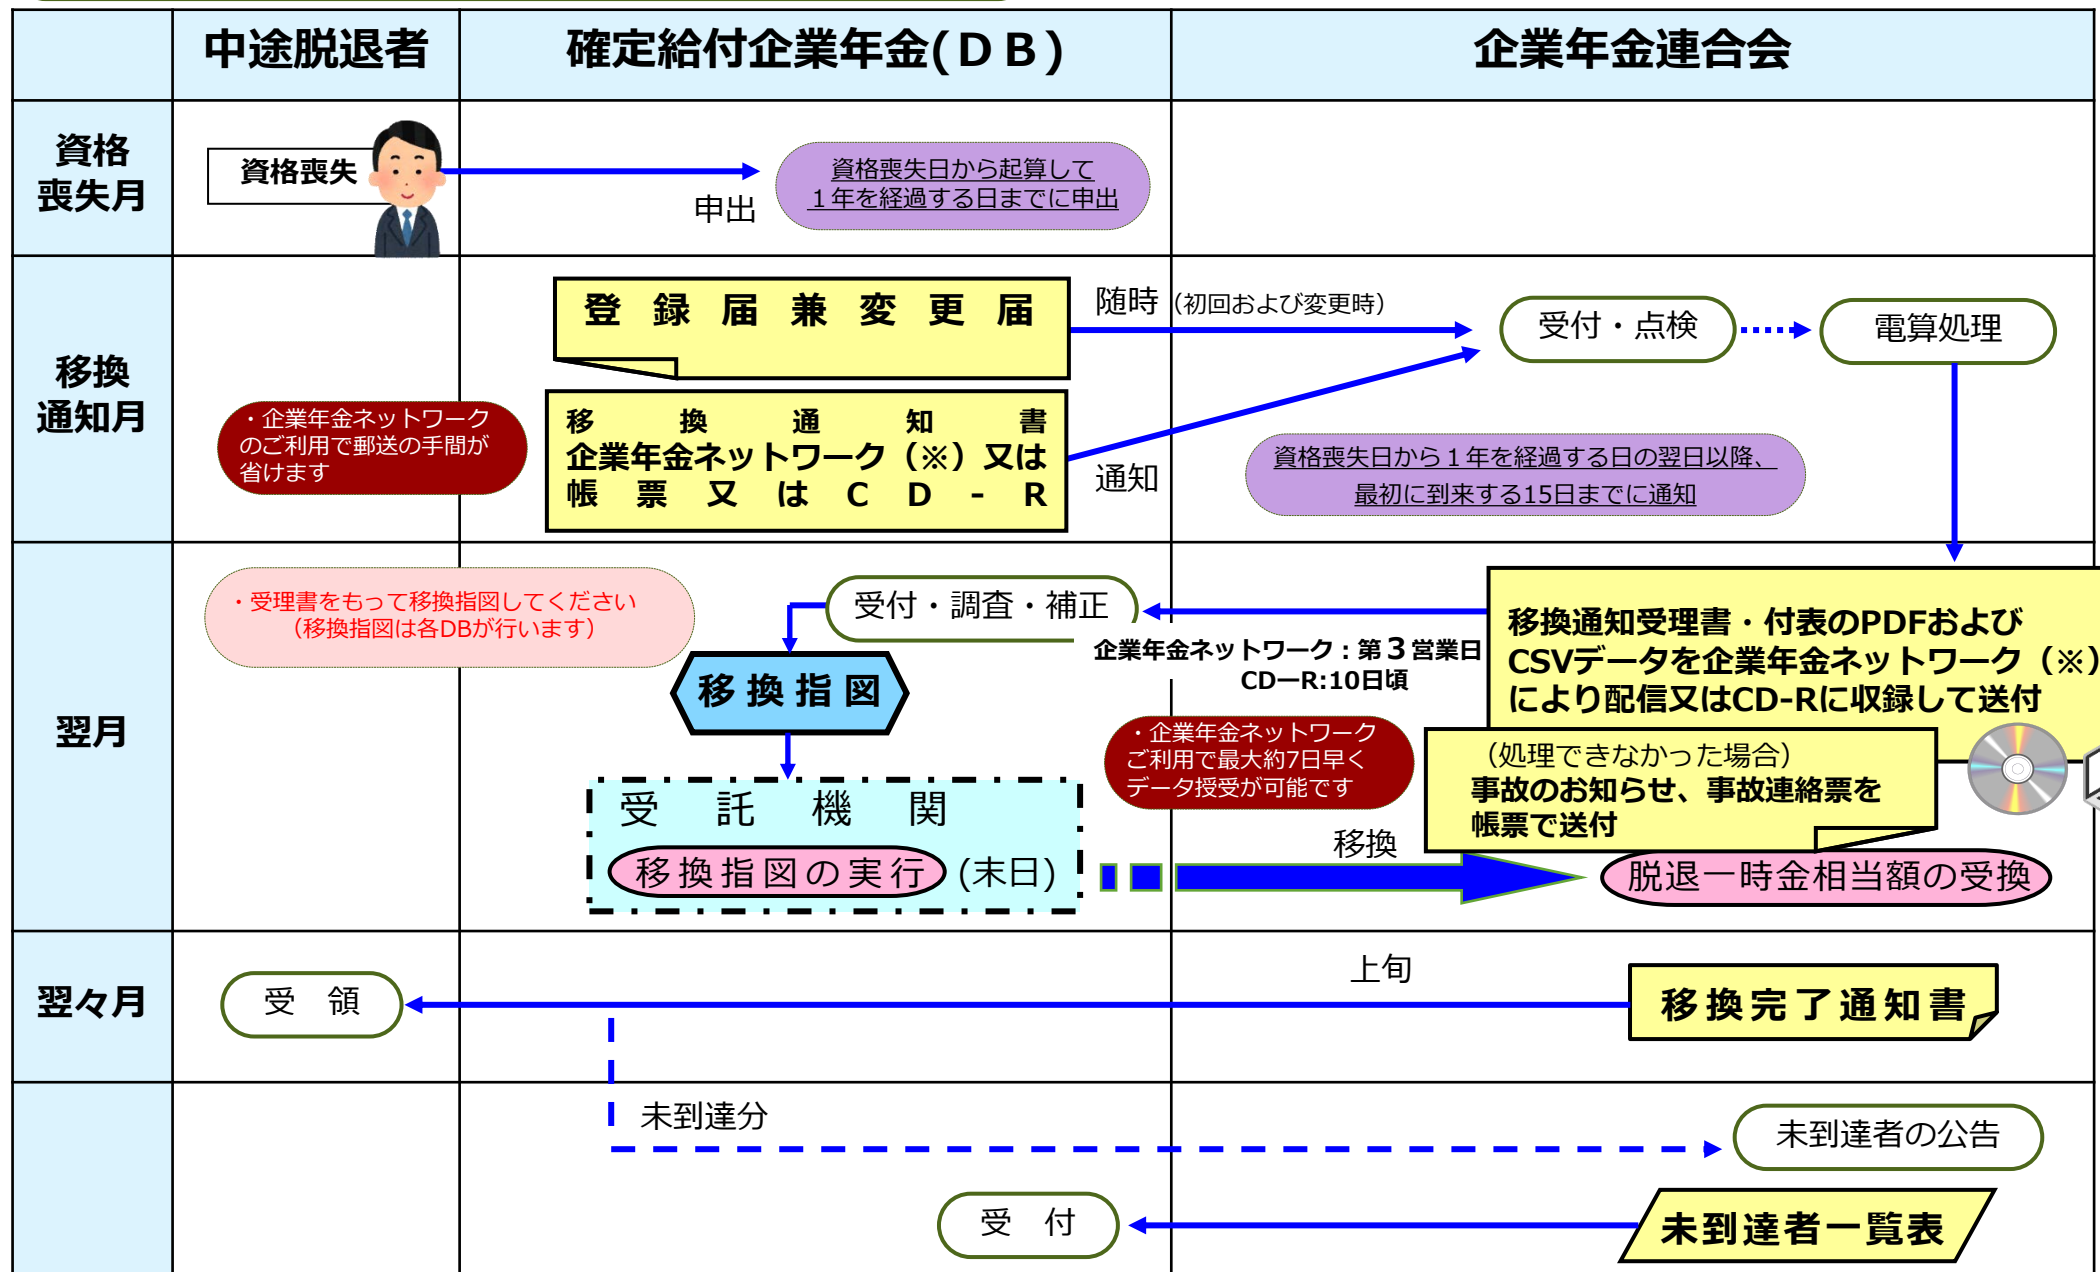 中途脱退者
確定給付企業年金(ＤＢ)
企業年金連合会
資格
喪失月
資格喪失
申出
資格喪失日から起算して
１年を経過する日までに申出
移換
通知月
登録届兼変更届
随時（初回および変更時）
受付・点検
電算処理
・企業年金ネットワーク
のご利用で郵送の手間が
省けます
移換通知書
企業年金ネットワーク（※）又は
帳票又はＣＤ-Ｒ
通知
資格喪失日から１年を経過する日の翌日以降、
最初に到来する15日までに通知
翌月
・受理書をもって移換指図してください
（移換指図は各DBが行います）
受付・調査・補正
企業年金ネットワーク：第３営業日
CDーR:10日頃
移換通知受理書・付表のPDFおよび
CSVデータを企業年金ネットワーク（※）
により配信又はCD-Rに収録して送付
移換指図
・企業年金ネットワーク
ご利用で最大約7日早く
データ授受が可能です
（処理できなかった場合）
事故のお知らせ、事故連絡票を
帳票で送付
受託機関
移換指図の実行
(末日)
移換
脱退一時金相当額の受換
翌々月
受　領
上旬
移換完了通知書
未到達分
未到達者の公告
受　付
未到達者一覧表